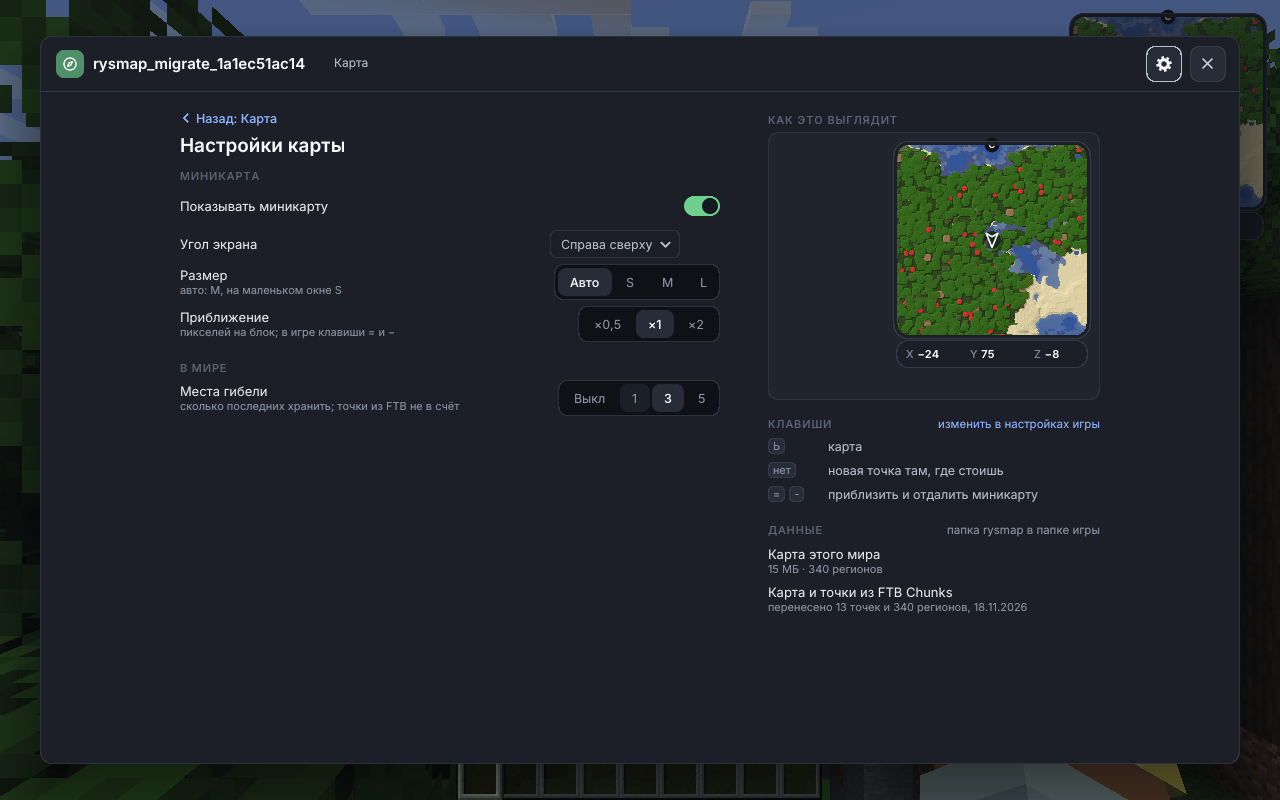 rysmap_migrate_1a1ec51ac14
Карта
Назад: Карта
Настройки карты
МИНИКАРТА
Показывать миникарту
Угол экрана
Справа сверху
Размер
авто: M, на маленьком окне S
Авто S M L
Приближение
пикселей на блок; в игре клавиши = и −
×0,5 ×1 ×2
В МИРЕ
Места гибели
сколько последних хранить; точки из FTB не в счёт
Выкл 1 3 5
КАК ЭТО ВЫГЛЯДИТ
С
X −24 Y 75 Z −8
КЛАВИШИ
изменить в настройках игры
Ь карта
нет новая точка там, где стоишь
= - приблизить и отдалить миникарту
ДАННЫЕ
папка rysmap в папке игры
Карта этого мира
15 МБ · 340 регионов
Карта и точки из FTB Chunks
перенесено 13 точек и 340 регионов, 18.11.2026